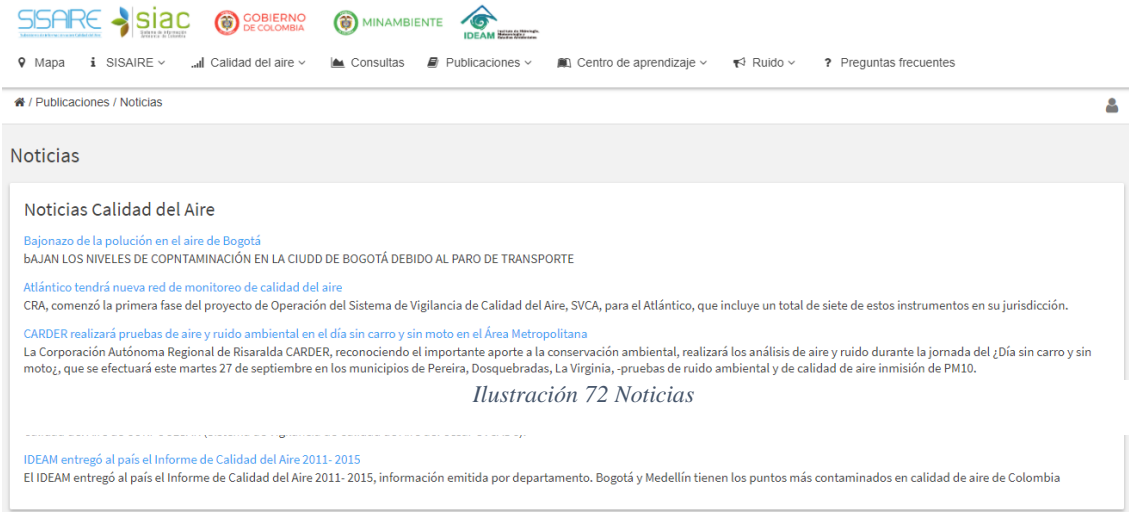 SISAIRE siac GOBIERNO DE COLOMBIA MINAMBIENTE IDEAM
Mapa SISAIRE Calidad del aire Consultas Publicaciones Centro de aprendizaje Ruido Preguntas frecuentes
/ Publicaciones / Noticias
Noticias
Noticias Calidad del Aire
Bajonazo de la polución en el aire de Bogotá
bAJAN LOS NIVELES DE COPNTAMINACIÓN EN LA CIUDD DE BOGOTÁ DEBIDO AL PARO DE TRANSPORTE
Atlántico tendrá nueva red de monitoreo de calidad del aire
CRA, comenzó la primera fase del proyecto de Operación del Sistema de Vigilancia de Calidad del Aire, SVCA, para el Atlántico, que incluye un total de siete de estos instrumentos en su jurisdicción.
CARDER realizará pruebas de aire y ruido ambiental en el día sin carro y sin moto en el Área Metropolitana
La Corporación Autónoma Regional de Risaralda CARDER, reconociendo el importante aporte a la conservación ambiental, realizará los análisis de aire y ruido durante la jornada del ¿Día sin carro y sin
moto¿, que se efectuará este martes 27 de septiembre en los municipios de Pereira, Dosquebradas, La Virginia, -pruebas de ruido ambiental y de calidad de aire inmisión de PM10.
Ilustración 72 Noticias
IDEAM entregó al país el Informe de Calidad del Aire 2011- 2015
El IDEAM entregó al país el Informe de Calidad del Aire 2011- 2015, información emitida por departamento. Bogotá y Medellín tienen los puntos más contaminados en calidad de aire de Colombia